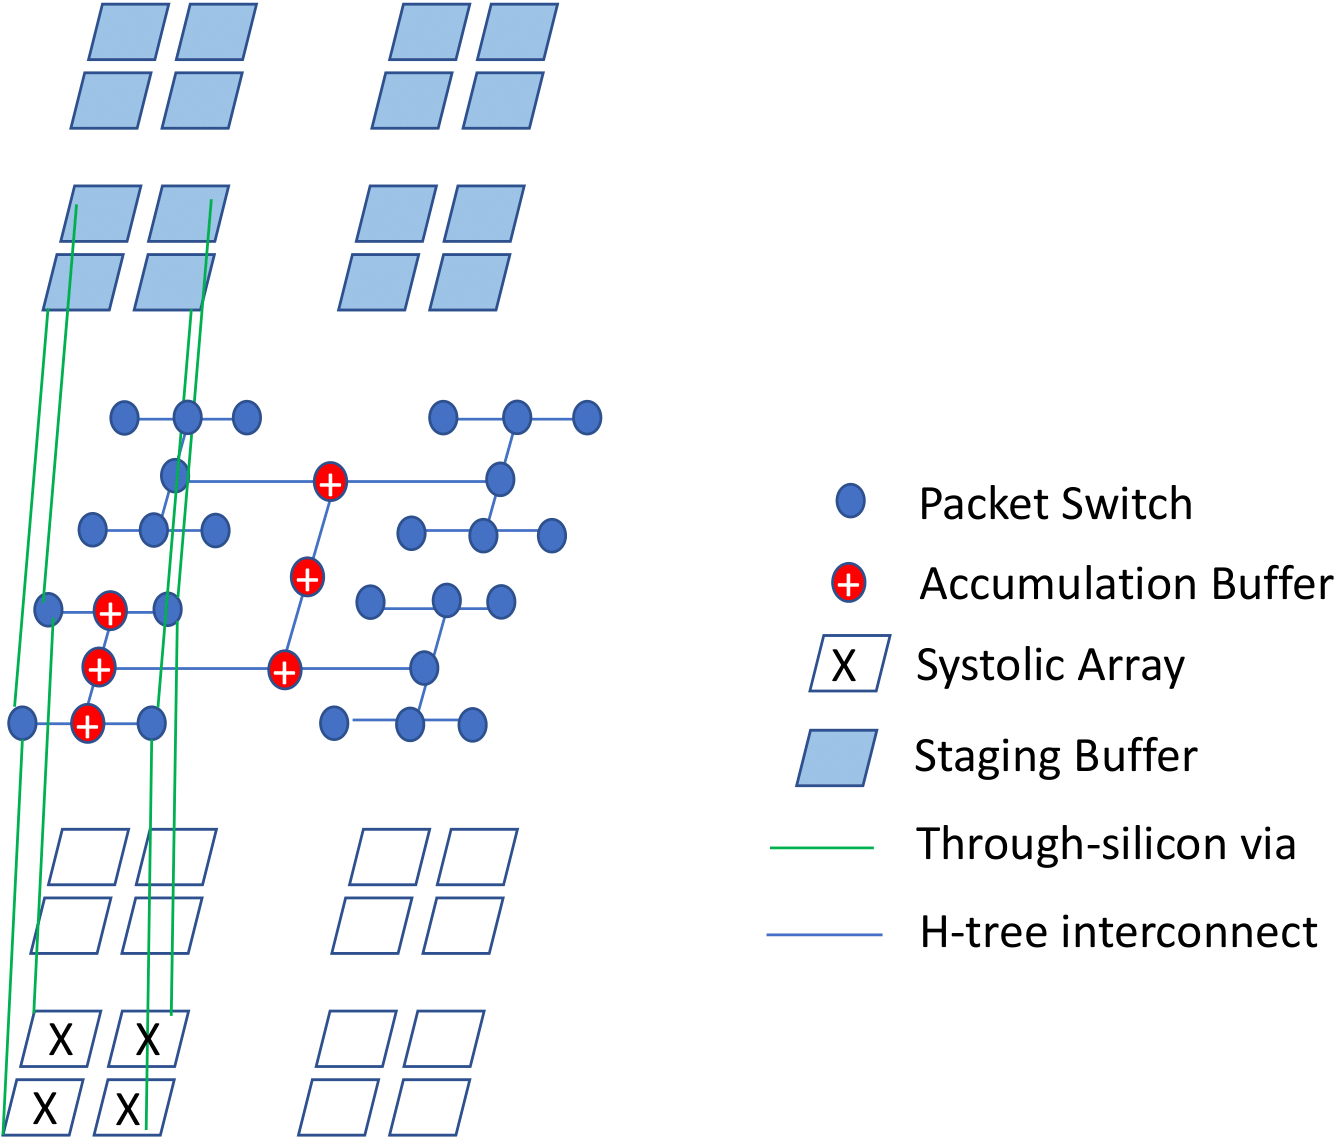 Packet Switch
+ Accumulation Buffer
X Systolic Array
Staging Buffer
Through-silicon via
H-tree interconnect
+
+
+
+
+
+
X X
X X